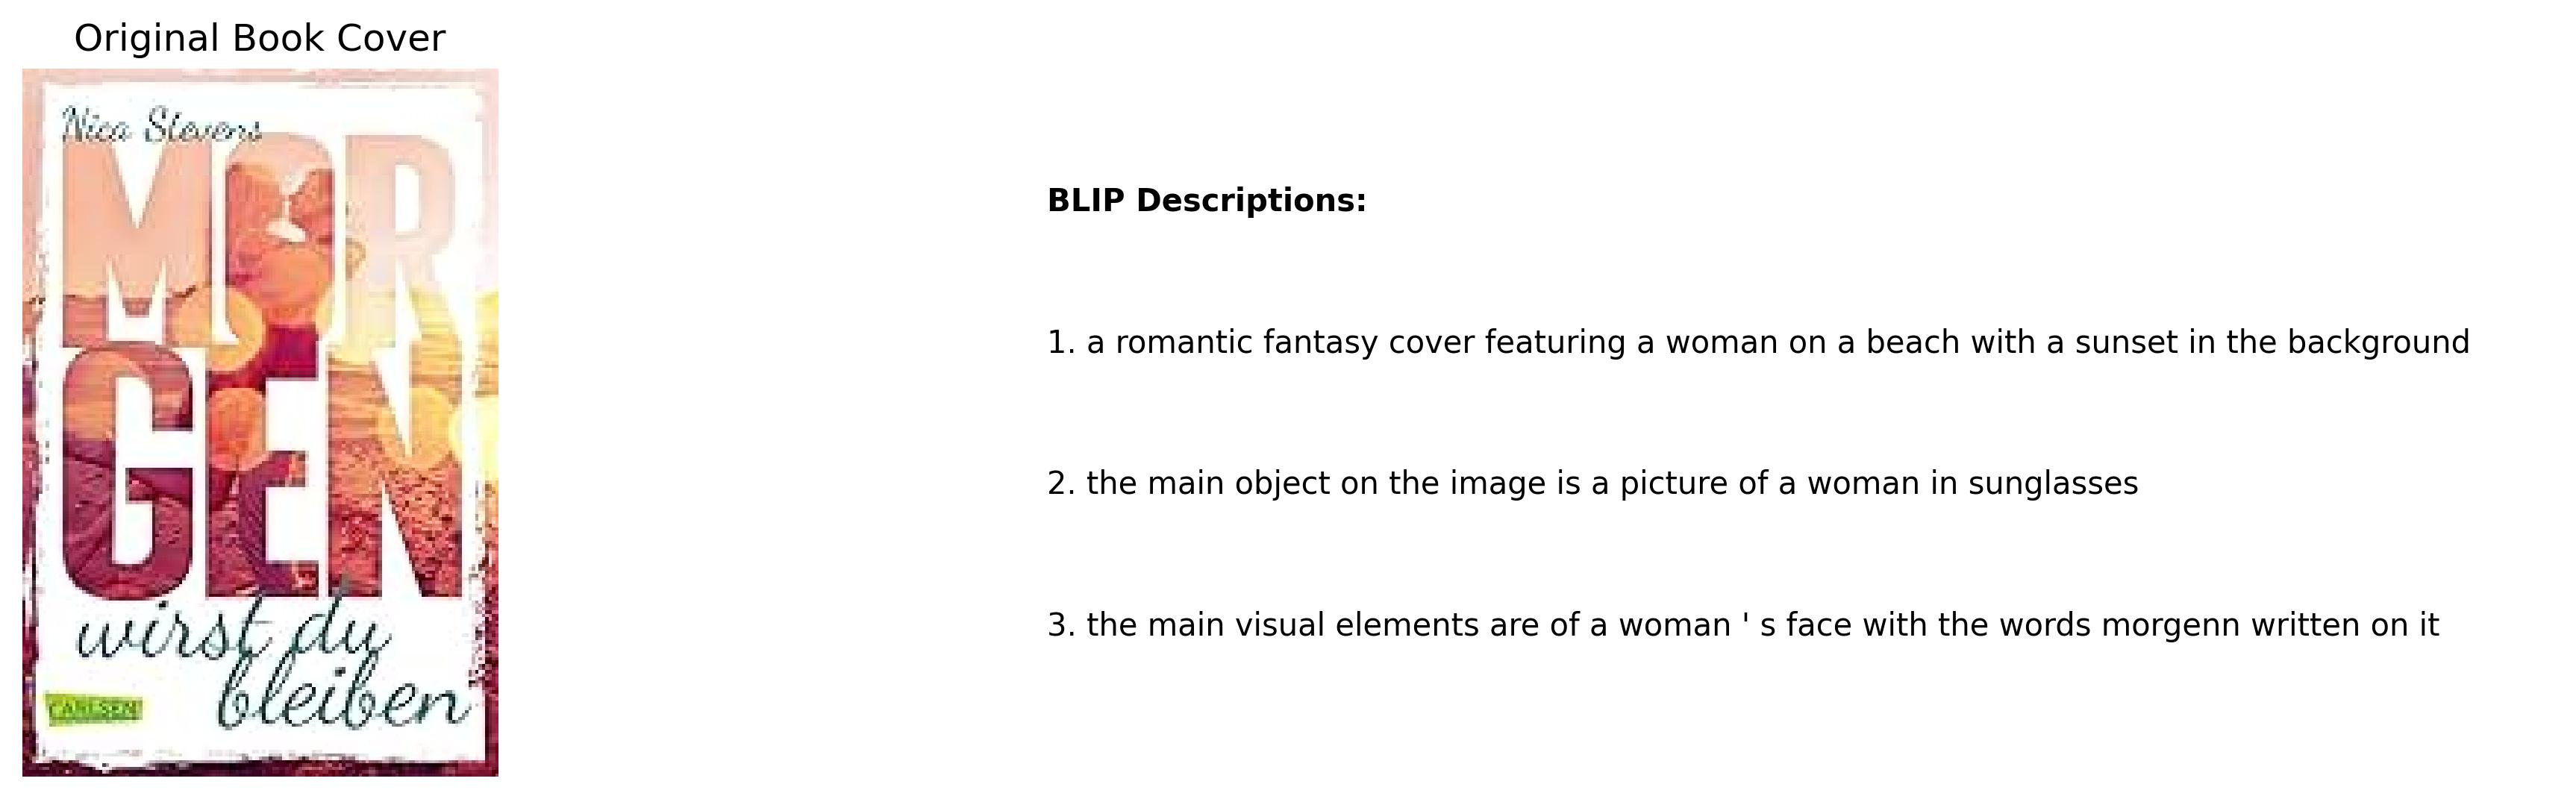 Original Book Cover
Nica Stevens
MOR
GEN
wirst du
bleiben
CARLSEN
BLIP Descriptions:
1. a romantic fantasy cover featuring a woman on a beach with a sunset in the background
2. the main object on the image is a picture of a woman in sunglasses
3. the main visual elements are of a woman ' s face with the words morgenn written on it